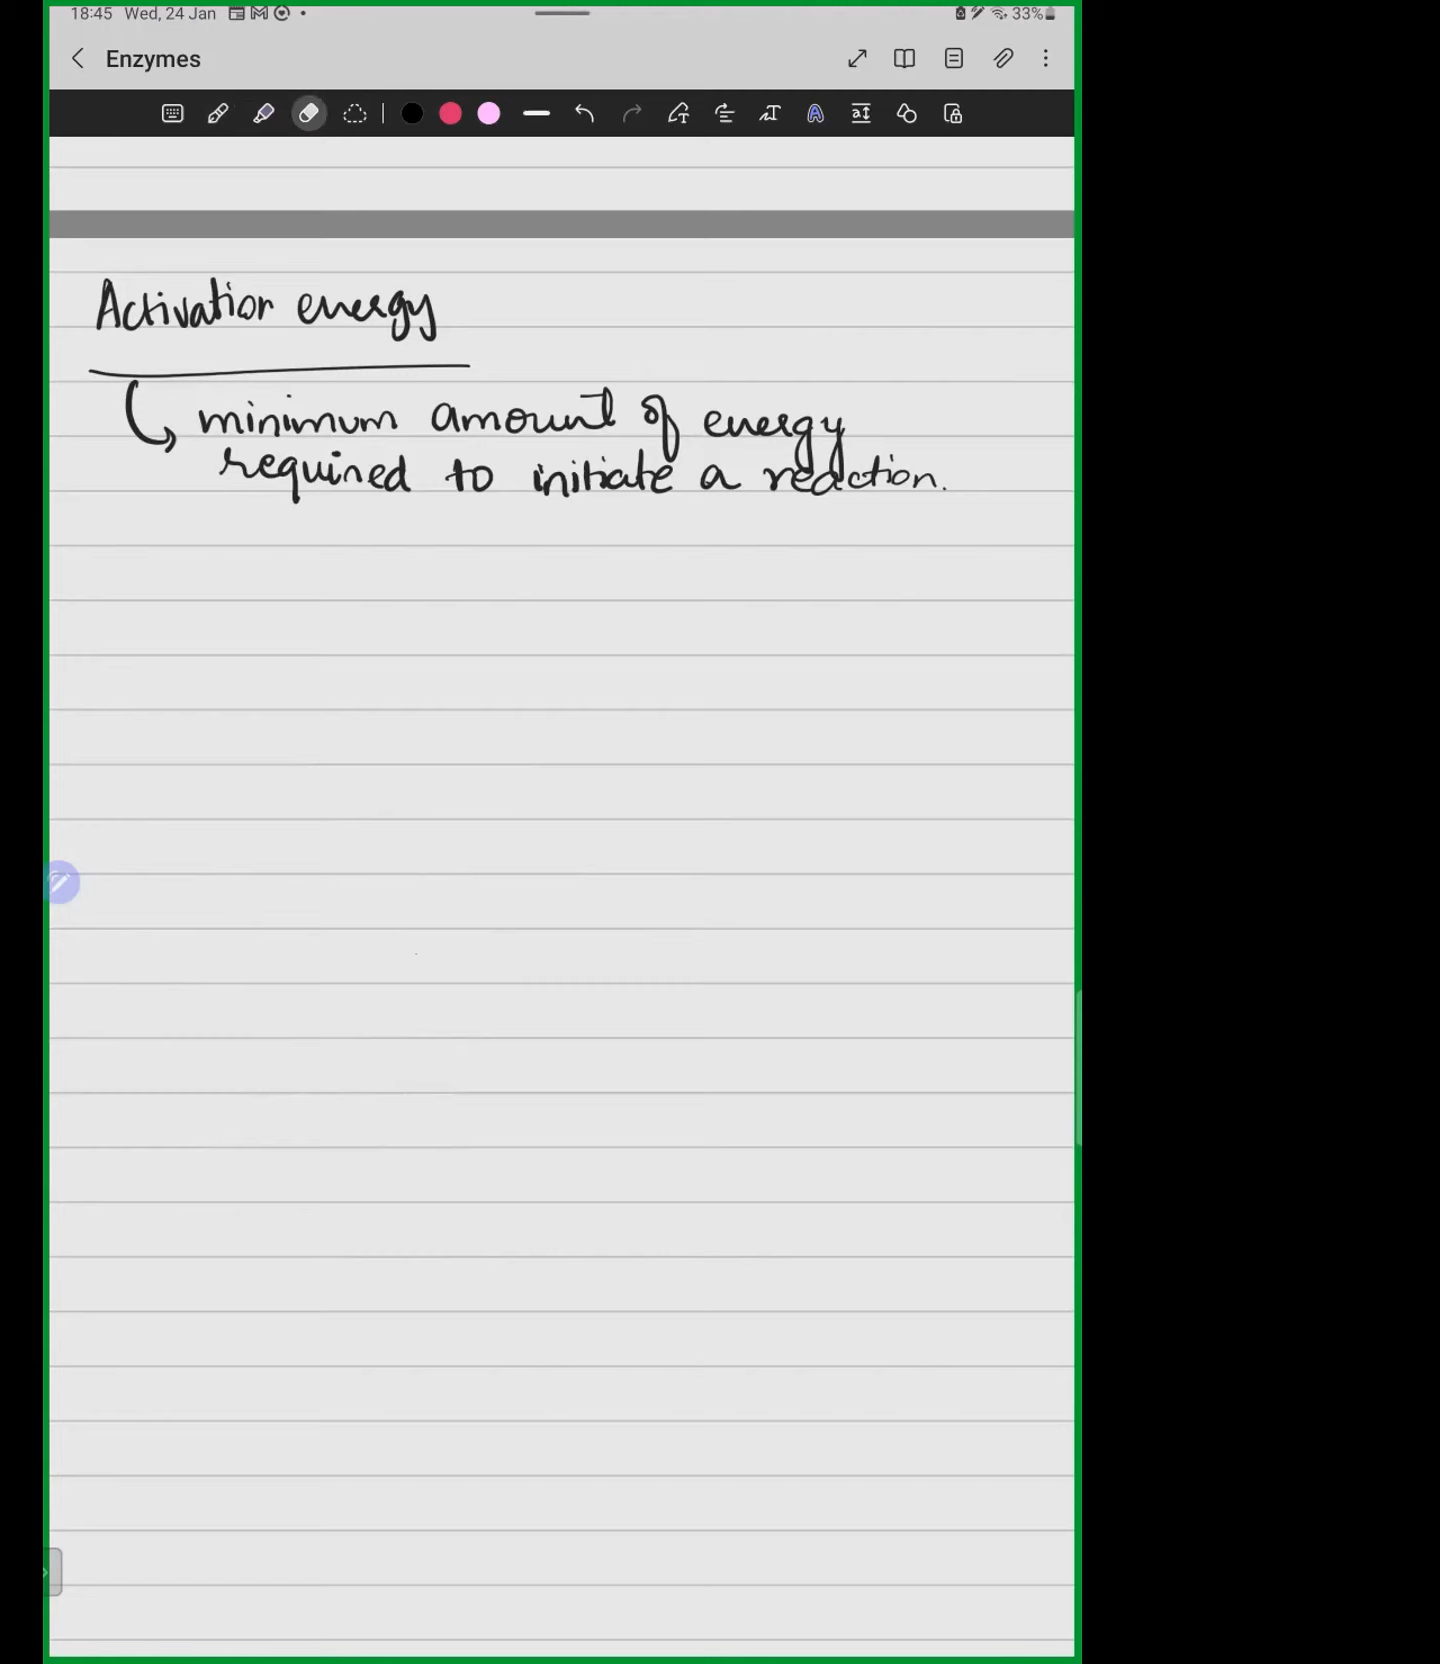 18:45 Wed, 24 Jan
33%
Enzymes
Activation energy
minimum amount of energy
required to initiate a reaction.